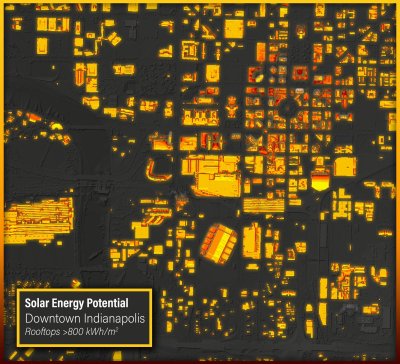 Solar Energy Potential
Downtown Indianapolis
Rooftops >800 kWh/m²